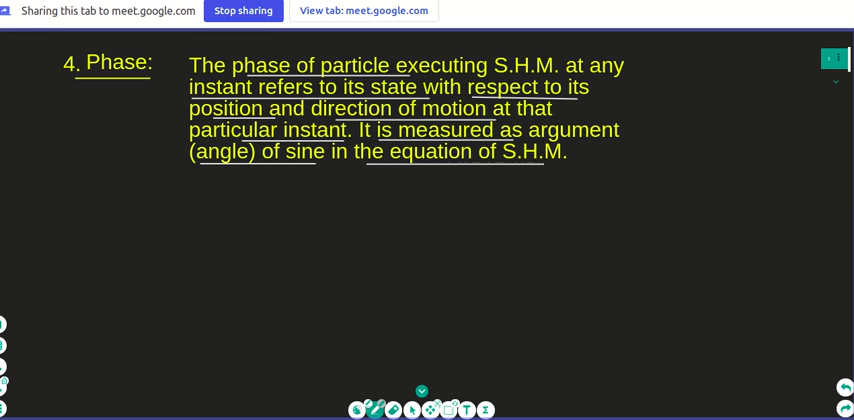 Sharing this tab to meet.google.com Stop sharing View tab: meet.google.com
4. Phase: The phase of particle executing S.H.M. at any
instant refers to its state with respect to its
position and direction of motion at that
particular instant. It is measured as argument
(angle) of sine in the equation of S.H.M.
1
T Σ